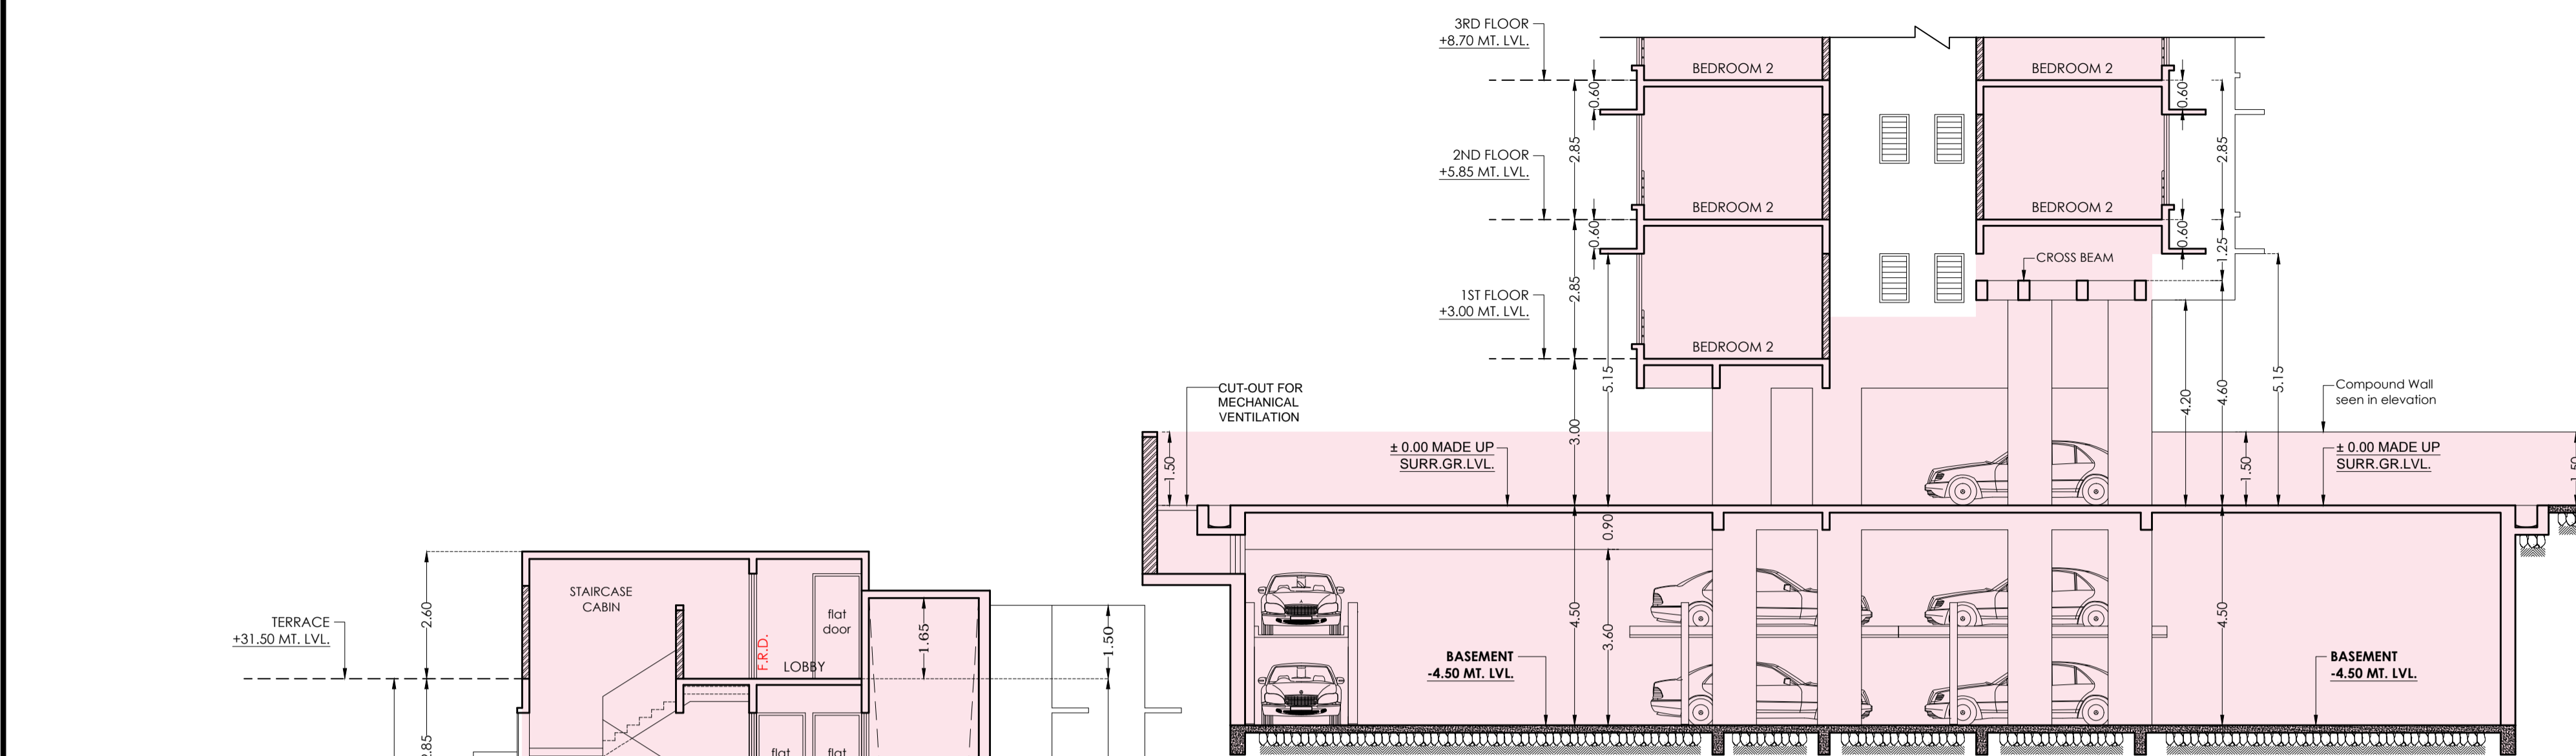 3RD FLOOR
+8.70 MT. LVL.
BEDROOM 2
BEDROOM 2
0.60
0.60
2.85
2.85
2ND FLOOR
+5.85 MT. LVL.
BEDROOM 2
BEDROOM 2
0.60
0.60
1.25
CROSS BEAM
2.85
1ST FLOOR
+3.00 MT. LVL.
BEDROOM 2
5.15
3.00
4.20
4.60
5.15
Compound Wall
seen in elevation
CUT-OUT FOR
MECHANICAL
VENTILATION
1.50
± 0.00 MADE UP
SURR.GR.LVL.
1.50
± 0.00 MADE UP
SURR.GR.LVL.
0.90
4.50
3.60
4.50
BASEMENT
-4.50 MT. LVL.
BASEMENT
-4.50 MT. LVL.
STAIRCASE
CABIN
2.60
TERRACE
+31.50 MT. LVL.
flat
door
F.R.D.
LOBBY
1.65
1.50
flat
flat